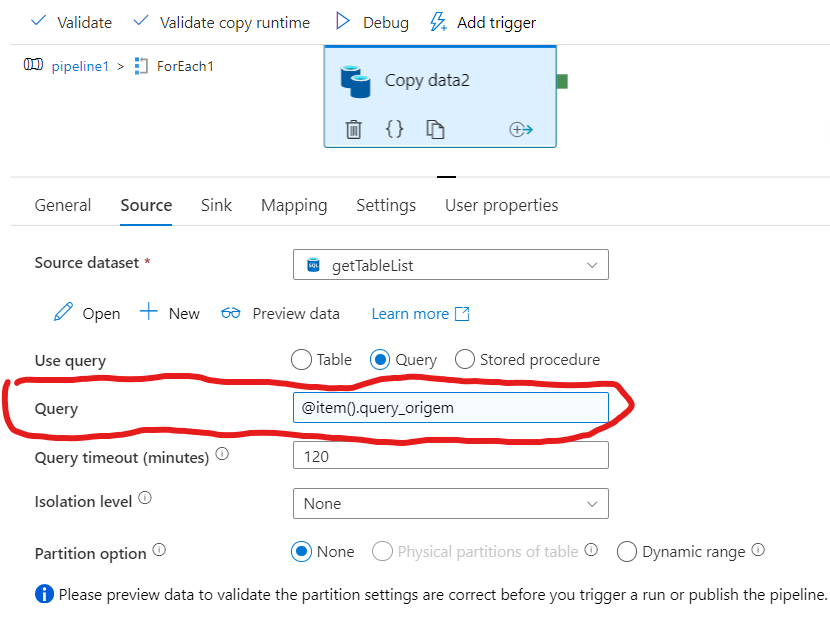 Validate Validate copy runtime Debug Add trigger
pipeline1 > ForEach1
Copy data2
{}
General Source Sink Mapping Settings User properties
Source dataset * SQL getTableList
Open New Preview data Learn more
Use query Table Query Stored procedure
Query @item().query_origem
Query timeout (minutes) 120
Isolation level None
Partition option None Physical partitions of table Dynamic range
Please preview data to validate the partition settings are correct before you trigger a run or publish the pipeline.